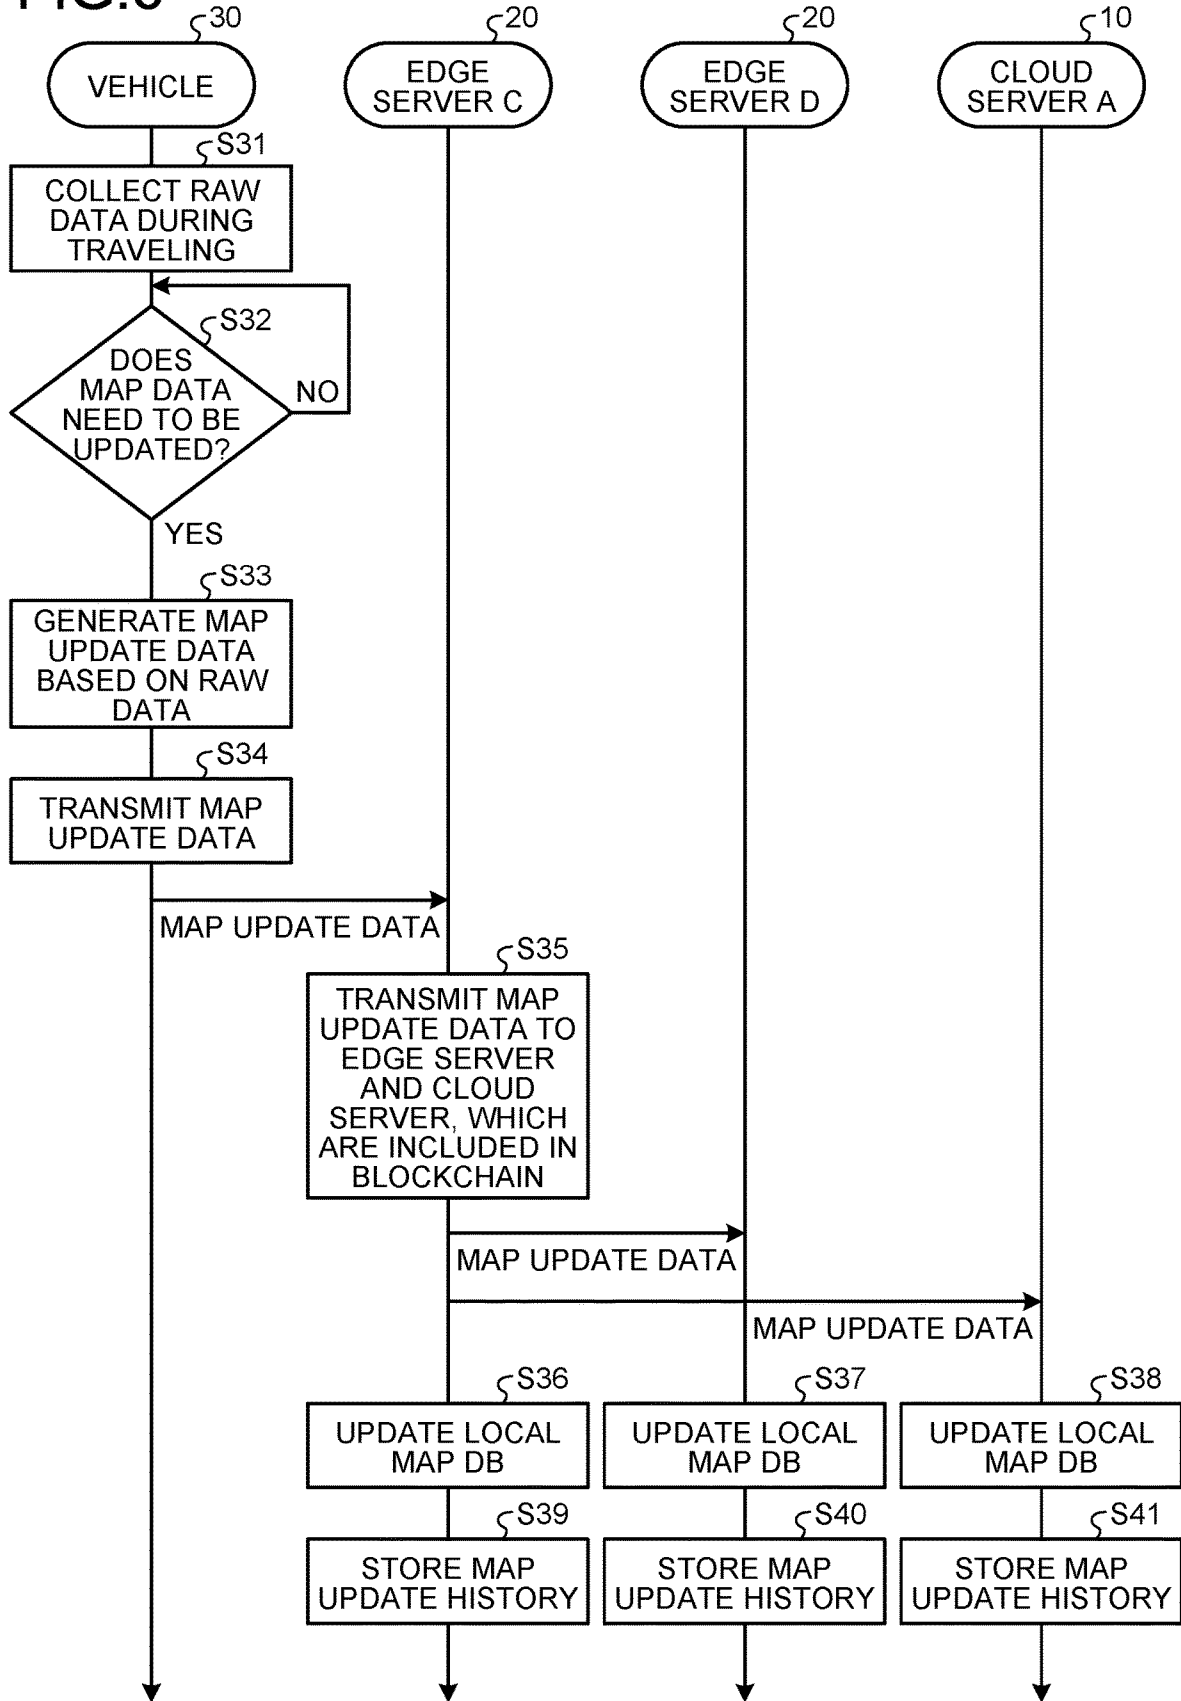 30
20
20
10
VEHICLE
EDGE
SERVER C
EDGE
SERVER D
CLOUD
SERVER A
S31
COLLECT RAW
DATA DURING
TRAVELING
S32
DOES
MAP DATA
NEED TO BE
UPDATED?
NO
YES
S33
GENERATE MAP
UPDATE DATA
BASED ON RAW
DATA
S34
TRANSMIT MAP
UPDATE DATA
MAP UPDATE DATA
S35
TRANSMIT MAP
UPDATE DATA TO
EDGE SERVER
AND CLOUD
SERVER, WHICH
ARE INCLUDED IN
BLOCKCHAIN
MAP UPDATE DATA
MAP UPDATE DATA
S36
UPDATE LOCAL
MAP DB
S37
UPDATE LOCAL
MAP DB
S38
UPDATE LOCAL
MAP DB
S39
STORE MAP
UPDATE HISTORY
S40
STORE MAP
UPDATE HISTORY
S41
STORE MAP
UPDATE HISTORY